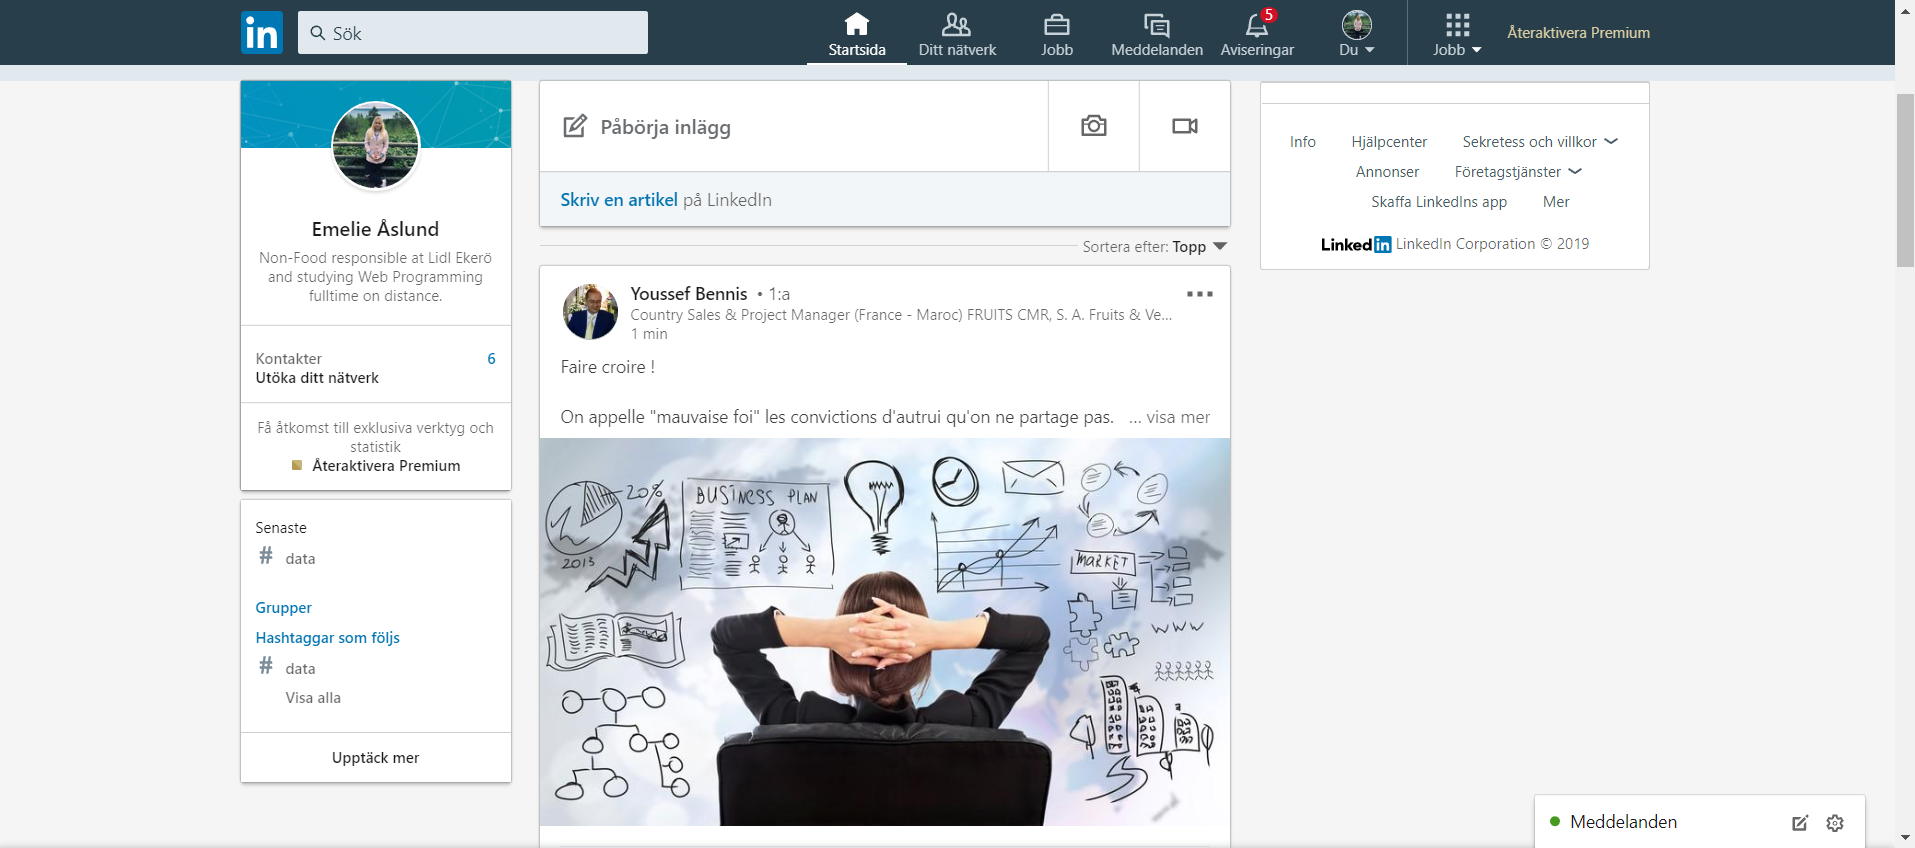 in
Sök
Startsida
Ditt nätverk
Jobb
Meddelanden
5
Aviseringar
Du
Jobb
Återaktivera Premium
Emelie Åslund
Non-Food responsible at Lidl Ekerö
and studying Web Programming
fulltime on distance.
Kontakter 6
Utöka ditt nätverk
Få åtkomst till exklusiva verktyg och
statistik
Återaktivera Premium
Senaste
# data
Grupper
Hashtaggar som följs
# data
Visa alla
Upptäck mer
Påbörja inlägg
Skriv en artikel på LinkedIn
Sortera efter: Topp
Youssef Bennis • 1:a
Country Sales & Project Manager (France - Maroc) FRUITS CMR, S. A. Fruits & Ve...
1 min
Faire croire !
On appelle "mauvaise foi" les convictions d'autrui qu'on ne partage pas. ... visa mer
20%
2013
BUSINESS PLAN
MARKET
WWW
Info
Hjälpcenter
Sekretess och villkor
Annonser
Företagstjänster
Skaffa LinkedIns app
Mer
LinkedIn LinkedIn Corporation © 2019
Meddelanden